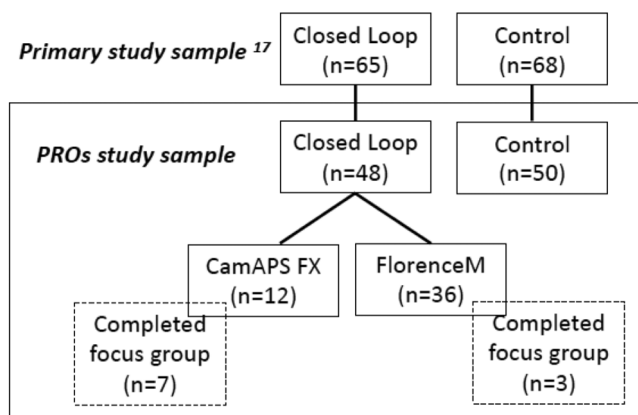 Primary study sample 17
Closed Loop
(n=65)
Control
(n=68)
PROs study sample
Closed Loop
(n=48)
Control
(n=50)
CamAPS FX
(n=12)
FlorenceM
(n=36)
Completed
focus group
(n=7)
Completed
focus group
(n=3)